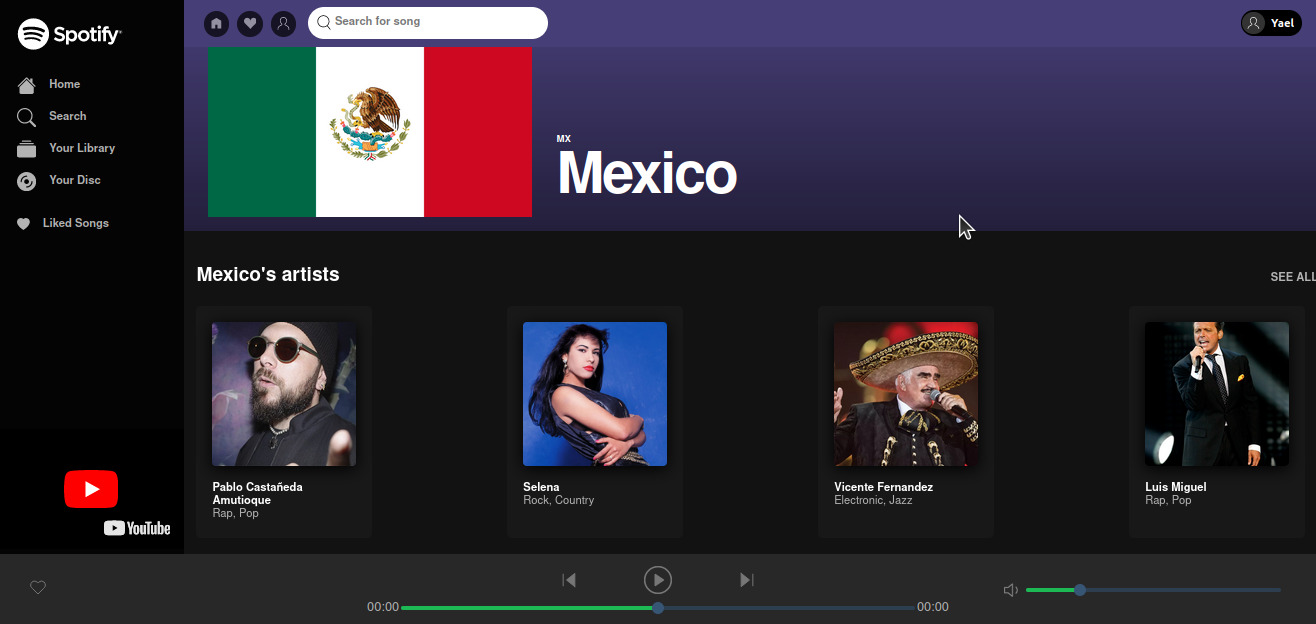 Spotify
Home
Search
Your Library
Your Disc
Liked Songs
YouTube
Search for song
Yael
MX
Mexico
Mexico's artists
SEE ALL
Pablo Castañeda
Amutioque
Rap, Pop
Selena
Rock, Country
Vicente Fernandez
Electronic, Jazz
Luis Miguel
Rap, Pop
00:00
00:00